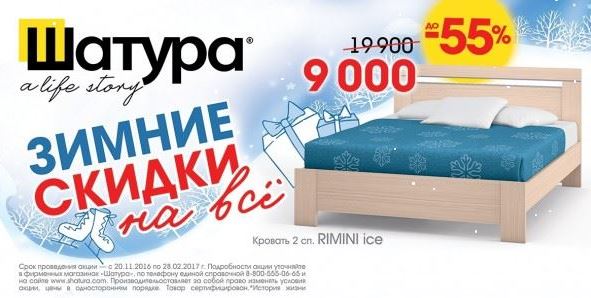 Шатура®
a life story
ЗИМНИЕ
СКИДКИ
на всё
19 900
9 000
ДО
-55%
Кровать 2 сп. RIMINI ice
Срок проведения акции — с 20.11.2016 по 28.02.2017 г. Подробности акции уточняйте
в фирменных магазинах «Шатура», по телефону единой справочной 8-800-555-06-65 и
на сайте www.shatura.com. Производитель оставляет за собой право изменять условия
акции, цены в одностороннем порядке. Товар сертифицирован.*История жизни